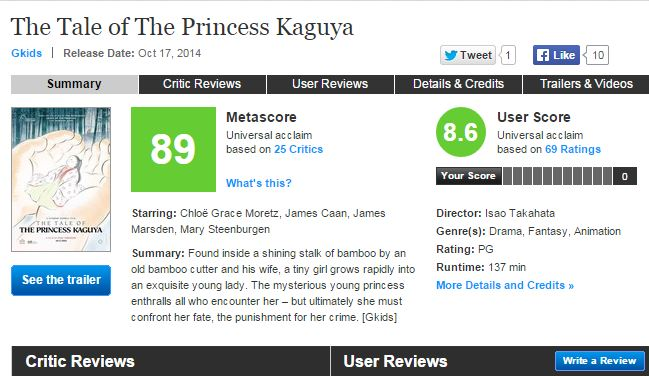 The Tale of The Princess Kaguya
Gkids | Release Date: Oct 17, 2014
Tweet 1
Like 10
Summary
Critic Reviews
User Reviews
Details & Credits
Trailers & Videos
THE TALE OF
THE PRINCESS KAGUYA
See the trailer
89
Metascore
Universal acclaim
based on 25 Critics
What's this?
8.6
User Score
Universal acclaim
based on 69 Ratings
Your Score 0
Starring: Chloë Grace Moretz, James Caan, James
Marsden, Mary Steenburgen
Summary: Found inside a shining stalk of bamboo by an
old bamboo cutter and his wife, a tiny girl grows rapidly into
an exquisite young lady. The mysterious young princess
enthralls all who encounter her – but ultimately she must
confront her fate, the punishment for her crime. [Gkids]
Director: Isao Takahata
Genre(s): Drama, Fantasy, Animation
Rating: PG
Runtime: 137 min
More Details and Credits »
Critic Reviews
User Reviews
Write a Review